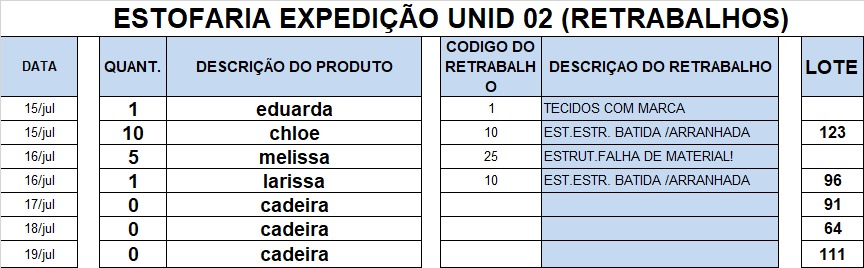 ESTOFARIA EXPEDIÇÃO UNID 02 (RETRABALHOS)
DATA QUANT. DESCRIÇÃO DO PRODUTO CODIGO DO RETRABALHO DESCRIÇAO DO RETRABALHO LOTE
15/jul 1 eduarda 1 TECIDOS COM MARCA
15/jul 10 chloe 10 EST.ESTR. BATIDA /ARRANHADA 123
16/jul 5 melissa 25 ESTRUT.FALHA DE MATERIAL!
16/jul 1 larissa 10 EST.ESTR. BATIDA /ARRANHADA 96
17/jul 0 cadeira 91
18/jul 0 cadeira 64
19/jul 0 cadeira 111